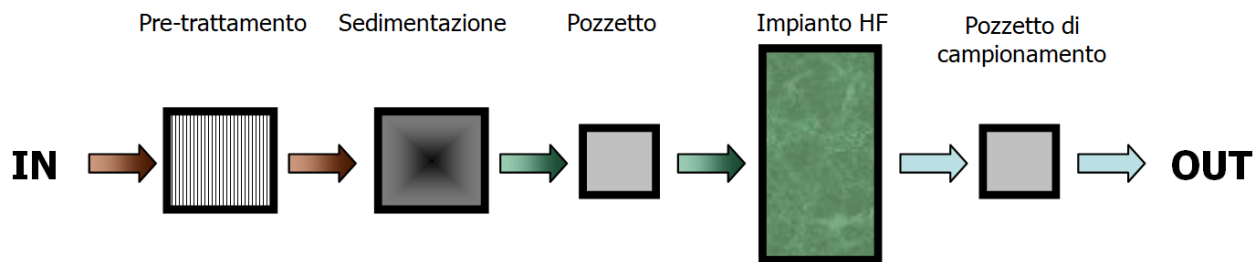 Pre-trattamento
Sedimentazione
Pozzetto
Impianto HF
Pozzetto di
campionamento
IN
OUT